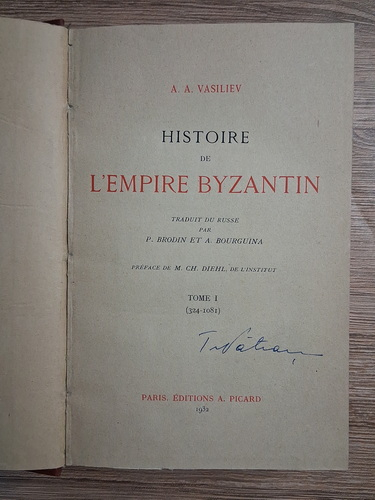 A. A. VASILIEV
HISTOIRE
DE
L'EMPIRE BYZANTIN
TRADUIT DU RUSSE
PAR
P. BRODIN ET A. BOURGUINA
PRÉFACE DE M. CH. DIEHL, DE L'INSTITUT
TOME I
(324-1081)
PARIS. ÉDITIONS A. PICARD
1932